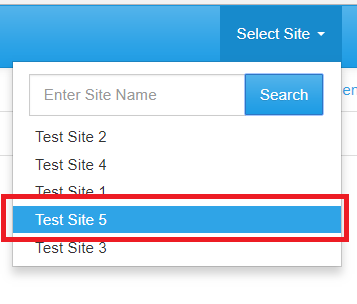 Select Site
Enter Site Name Search
en
Test Site 2
Test Site 4
Test Site 1
Test Site 5
Test Site 3